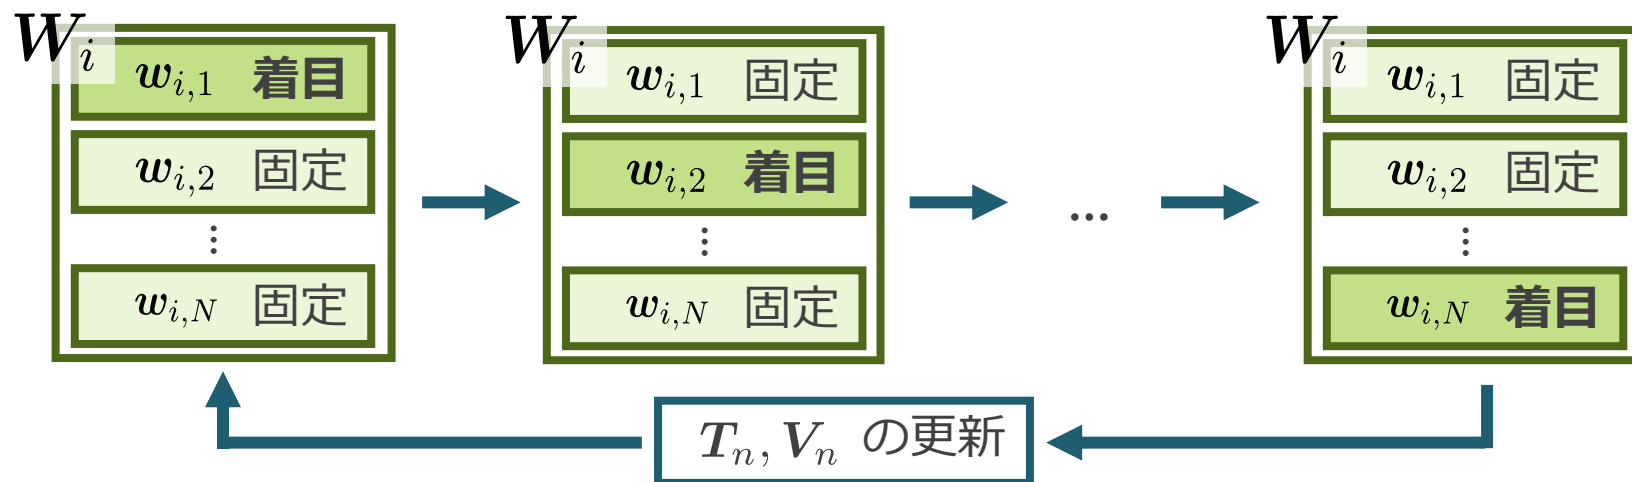 W_i
w_{i,1} 着目
w_{i,2} 固定
⋮
w_{i,N} 固定
W_i
w_{i,1} 固定
w_{i,2} 着目
⋮
w_{i,N} 固定
…
W_i
w_{i,1} 固定
w_{i,2} 固定
⋮
w_{i,N} 着目
T_n, V_n の更新